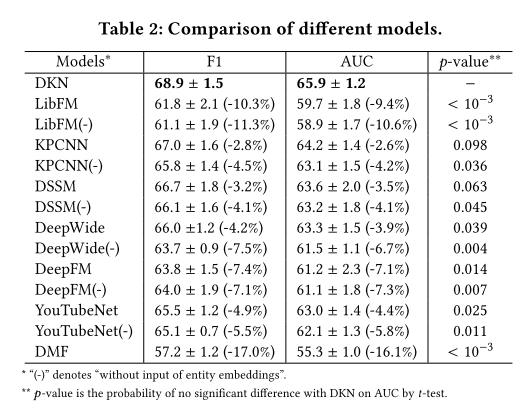 Table 2: Comparison of different models.
Models* F1 AUC p-value**
DKN 68.9 ± 1.5 65.9 ± 1.2 –
LibFM 61.8 ± 2.1 (-10.3%) 59.7 ± 1.8 (-9.4%) < 10⁻³
LibFM(-) 61.1 ± 1.9 (-11.3%) 58.9 ± 1.7 (-10.6%) < 10⁻³
KPCNN 67.0 ± 1.6 (-2.8%) 64.2 ± 1.4 (-2.6%) 0.098
KPCNN(-) 65.8 ± 1.4 (-4.5%) 63.1 ± 1.5 (-4.2%) 0.036
DSSM 66.7 ± 1.8 (-3.2%) 63.6 ± 2.0 (-3.5%) 0.063
DSSM(-) 66.1 ± 1.6 (-4.1%) 63.2 ± 1.8 (-4.1%) 0.045
DeepWide 66.0 ±1.2 (-4.2%) 63.3 ± 1.5 (-3.9%) 0.039
DeepWide(-) 63.7 ± 0.9 (-7.5%) 61.5 ± 1.1 (-6.7%) 0.004
DeepFM 63.8 ± 1.5 (-7.4%) 61.2 ± 2.3 (-7.1%) 0.014
DeepFM(-) 64.0 ± 1.9 (-7.1%) 61.1 ± 1.8 (-7.3%) 0.007
YouTubeNet 65.5 ± 1.2 (-4.9%) 63.0 ± 1.4 (-4.4%) 0.025
YouTubeNet(-) 65.1 ± 0.7 (-5.5%) 62.1 ± 1.3 (-5.8%) 0.011
DMF 57.2 ± 1.2 (-17.0%) 55.3 ± 1.0 (-16.1%) < 10⁻³
* "(-)" denotes "without input of entity embeddings".
** p-value is the probability of no significant difference with DKN on AUC by t-test.